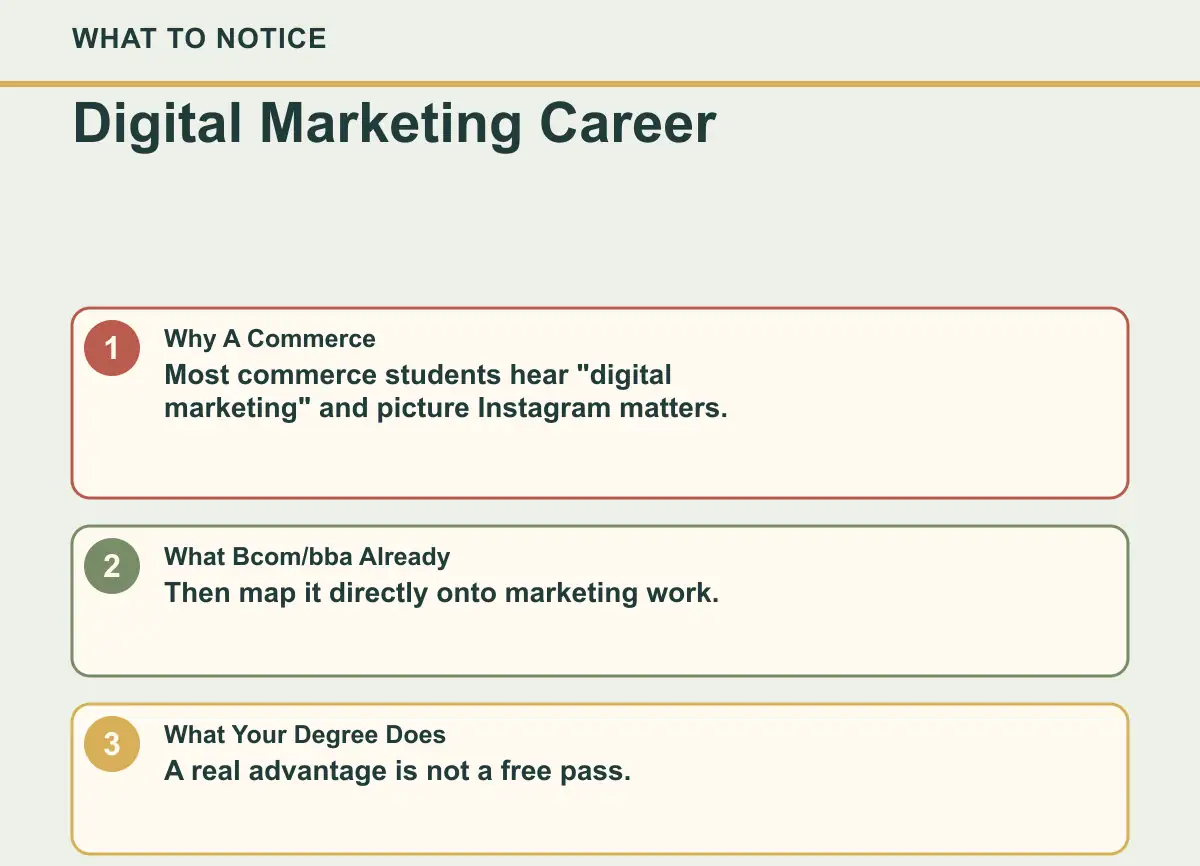 WHAT TO NOTICE
Digital Marketing Career
1
Why A Commerce
Most commerce students hear "digital
marketing" and picture Instagram matters.
2
What Bcom/bba Already
Then map it directly onto marketing work.
3
What Your Degree Does
A real advantage is not a free pass.